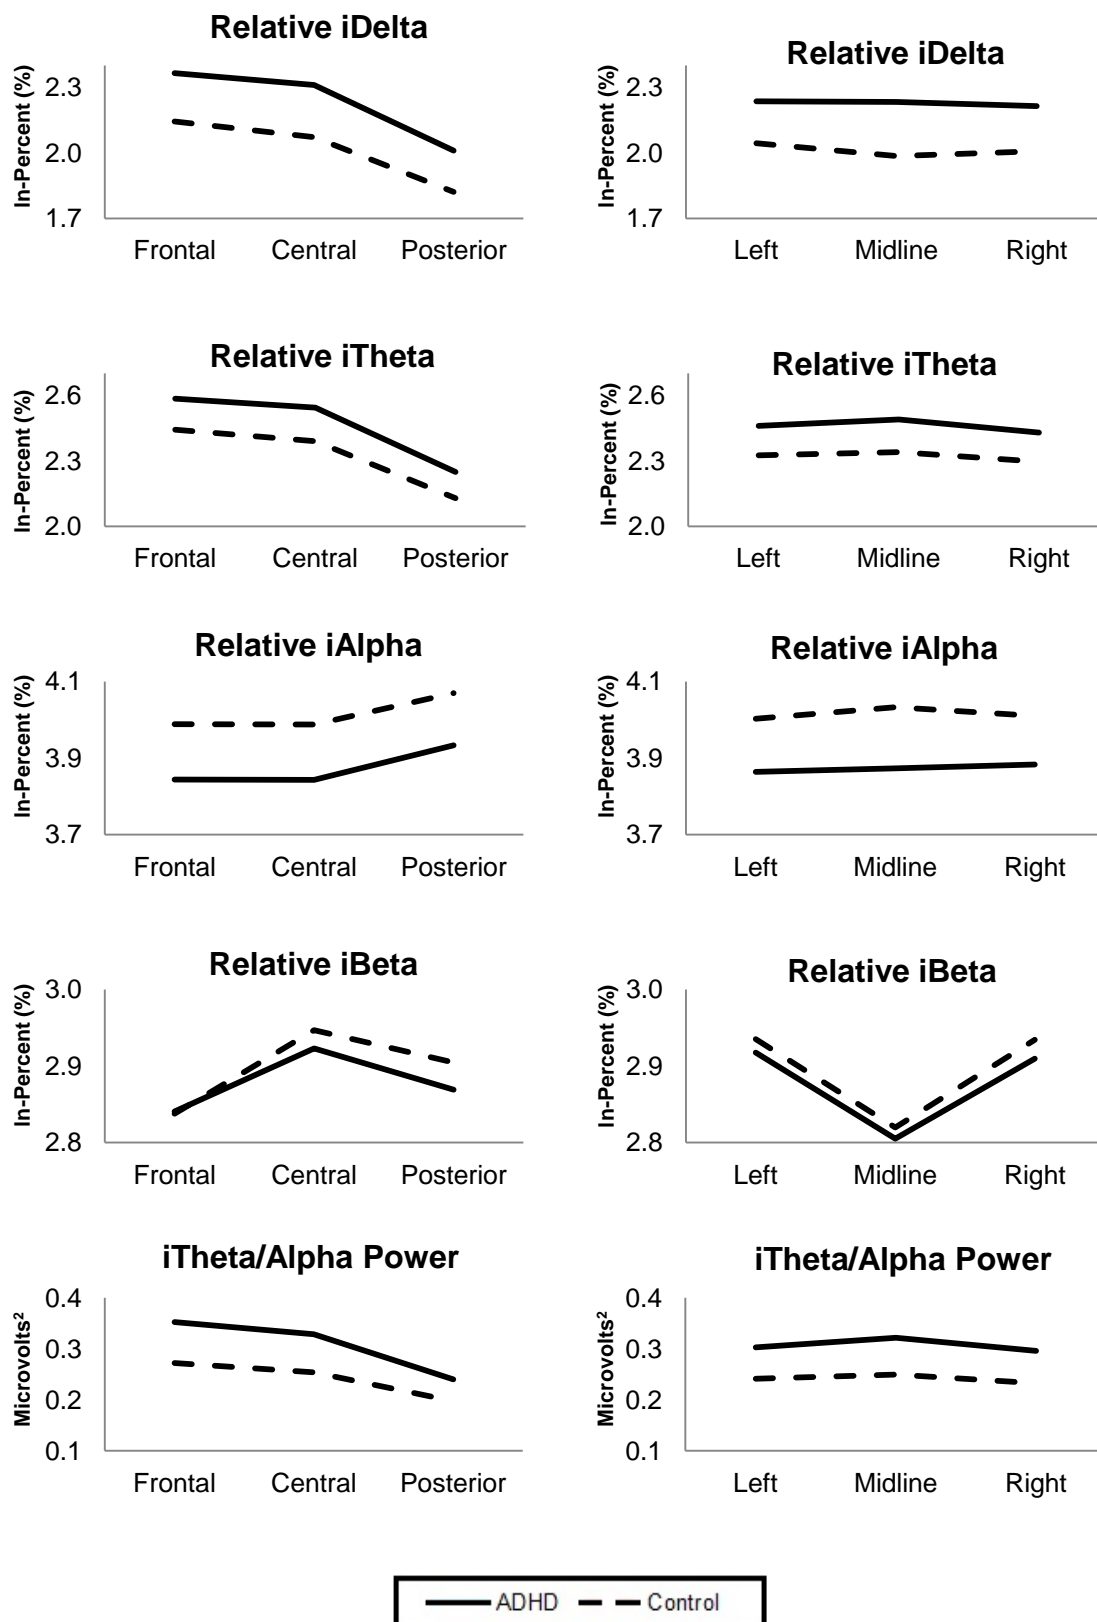 Relative iDelta
In-Percent (%)
2.3
2.0
1.7
Frontal Central Posterior
Relative iDelta
In-Percent (%)
2.3
2.0
1.7
Left Midline Right
Relative iTheta
In-Percent (%)
2.6
2.3
2.0
Frontal Central Posterior
Relative iTheta
In-Percent (%)
2.6
2.3
2.0
Left Midline Right
Relative iAlpha
In-Percent (%)
4.1
3.9
3.7
Frontal Central Posterior
Relative iAlpha
In-Percent (%)
4.1
3.9
3.7
Left Midline Right
Relative iBeta
In-Percent (%)
3.0
2.9
2.8
Frontal Central Posterior
Relative iBeta
In-Percent (%)
3.0
2.9
2.8
Left Midline Right
iTheta/Alpha Power
Microvolts²
0.4
0.3
0.2
0.1
Frontal Central Posterior
iTheta/Alpha Power
Microvolts²
0.4
0.3
0.2
0.1
Left Midline Right
ADHD Control